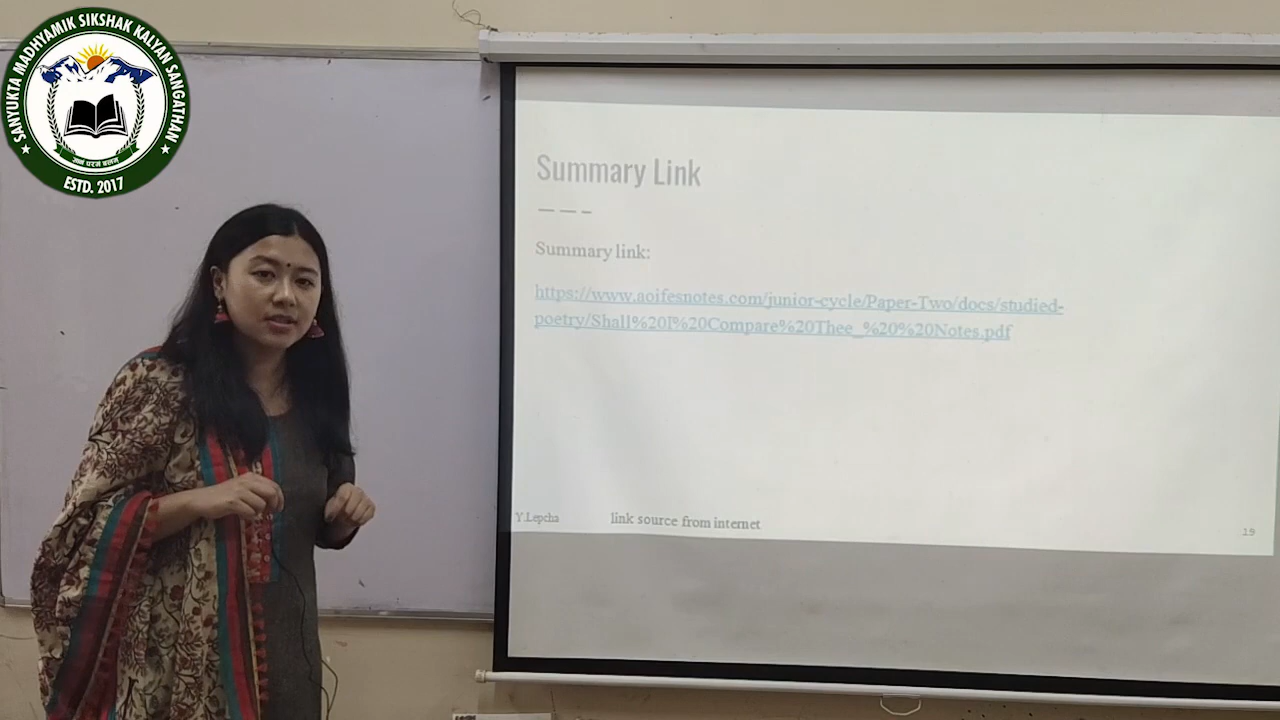 SANYUKTA MADHYAMIK SIKSHAK KALYAN SANGATHAN
ESTD. 2017
Summary Link
Summary link:
https://www.aoifesnotes.com/junior-cycle/Paper-Two/docs/studied-
poetry/Shall%20I%20Compare%20Thee_%20%20Notes.pdf
Y.Lepcha
link source from internet
19